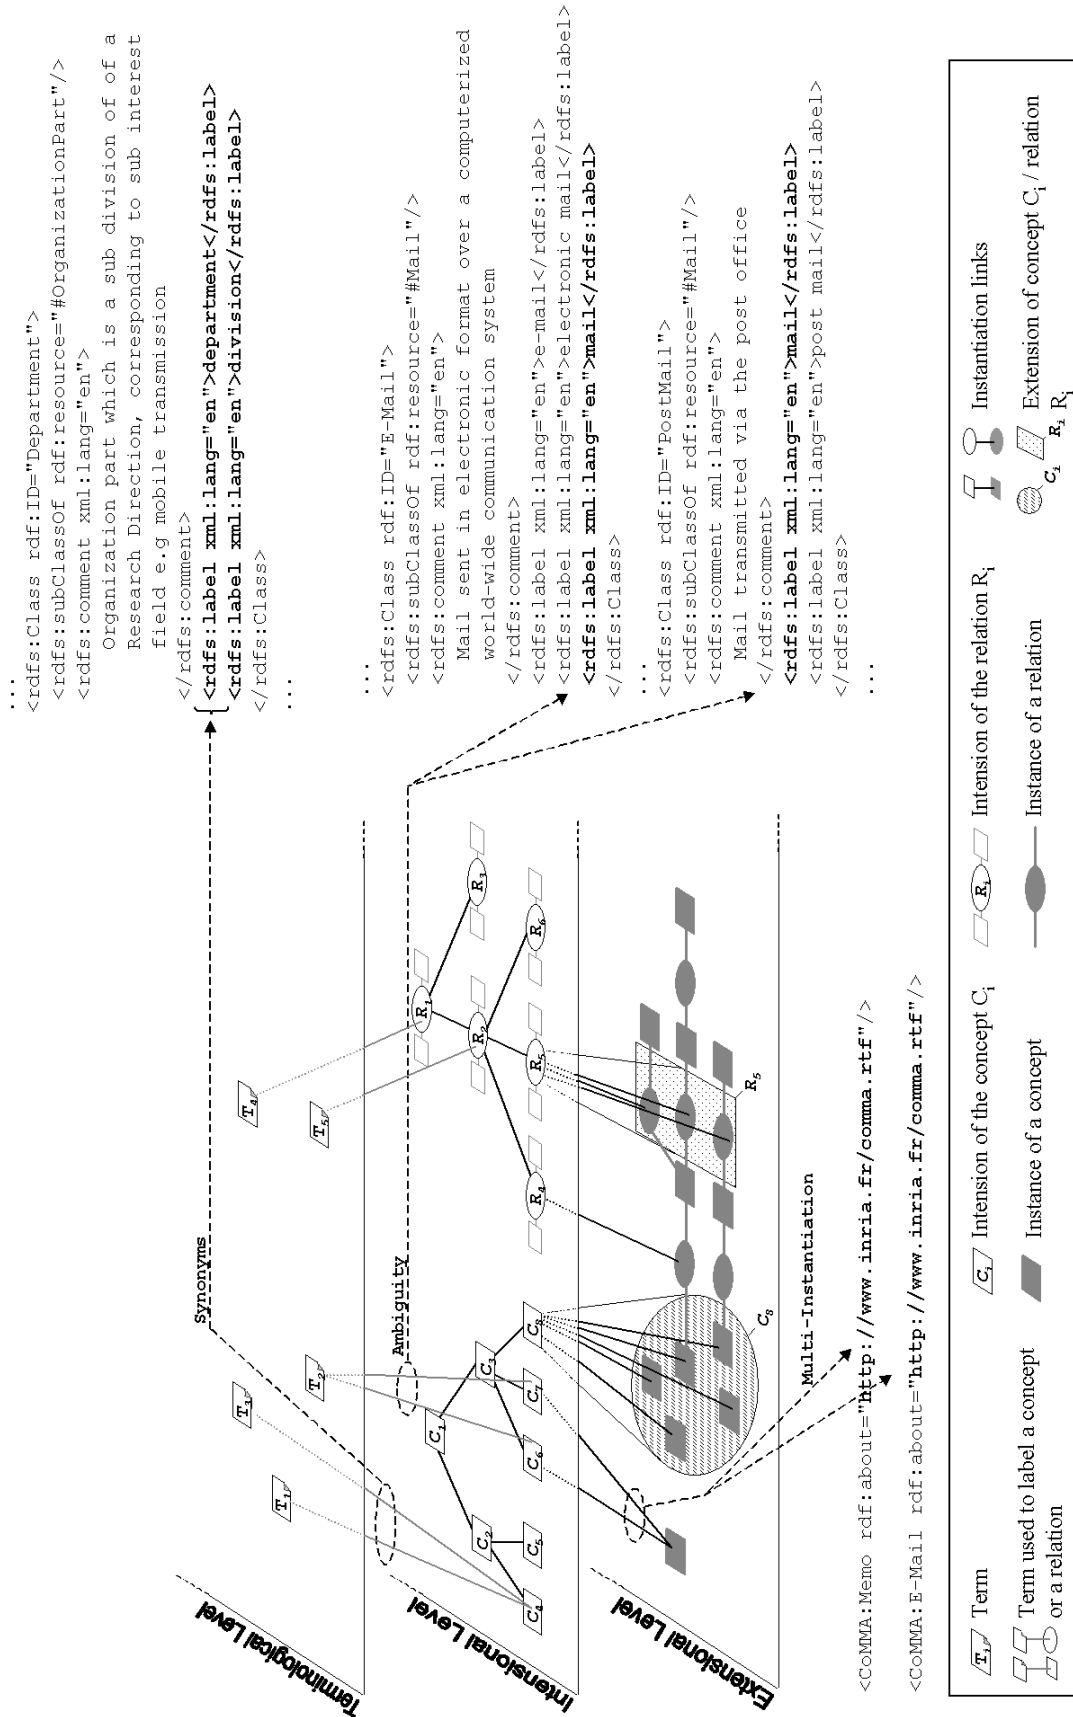 ...
<rdfs:Class rdf:ID="Department">
<rdfs:subClassOf rdf:resource="#OrganizationPart"/>
<rdfs:comment xml:lang="en">
Organization part which is a sub division of of a
Research Direction, corresponding to sub interest
field e.g mobile transmission
</rdfs:comment>
<rdfs:label xml:lang="en">department</rdfs:label>
<rdfs:label xml:lang="en">division</rdfs:label>
</rdfs:Class>
...
...
<rdfs:Class rdf:ID="E-Mail">
<rdfs:subClassOf rdf:resource="#Mail"/>
<rdfs:comment xml:lang="en">
Mail sent in electronic format over a computerized
world-wide communication system
</rdfs:comment>
<rdfs:label xml:lang="en">e-mail</rdfs:label>
<rdfs:label xml:lang="en">electronic mail</rdfs:label>
<rdfs:label xml:lang="en">mail</rdfs:label>
</rdfs:Class>
...
<rdfs:Class rdf:ID="PostMail">
<rdfs:subClassOf rdf:resource="#Mail"/>
<rdfs:comment xml:lang="en">
Mail transmitted via the post office
</rdfs:comment>
<rdfs:label xml:lang="en">mail</rdfs:label>
<rdfs:label xml:lang="en">post mail</rdfs:label>
</rdfs:Class>
...
Synonyms
Terminological Level
T1
T3
T2
T4
T5
Ambiguity
Intensional Level
C1
C2
C3
C4
C5
C6
C7
C8
R1
R2
R3
R4
R5
R6
Extensional Level
C8
R5
Multi-Instantiation
<CoMMA:Memo rdf:about="http://www.inria.fr/comma.rtf"/>
<CoMMA:E-Mail rdf:about="http://www.inria.fr/comma.rtf"/>
Ti Term
Ci Intension of the concept Ci
Ri Intension of the relation Ri
Instantiation links
Term used to label a concept
or a relation
Instance of a concept
Instance of a relation
Ci Ri Extension of concept Ci / relation
Ri